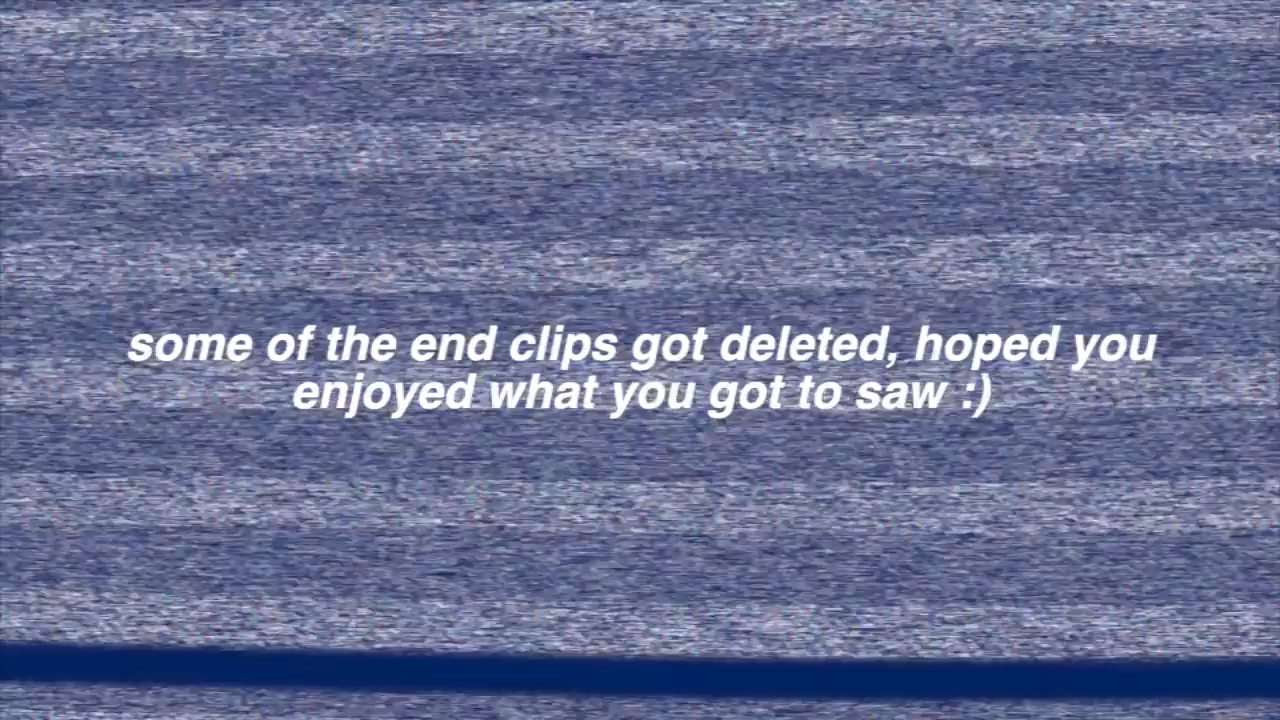 some of the end clips got deleted, hoped you
enjoyed what you got to saw :)